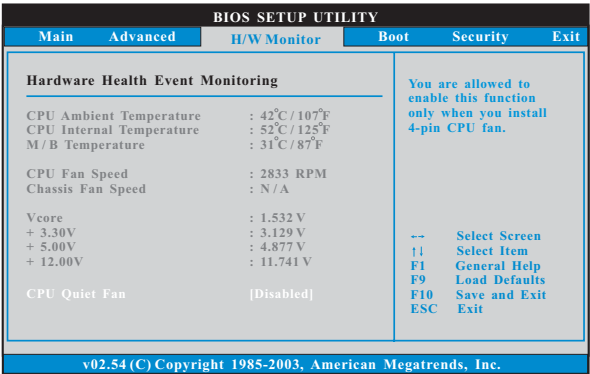 BIOS SETUP UTILITY
Main Advanced H/W Monitor Boot Security Exit
Hardware Health Event Monitoring
CPU Ambient Temperature : 42°C / 107°F
CPU Internal Temperature : 52°C / 125°F
M / B Temperature : 31°C / 87°F
CPU Fan Speed : 2833 RPM
Chassis Fan Speed : N / A
Vcore : 1.532 V
+ 3.30V : 3.129 V
+ 5.00V : 4.877 V
+ 12.00V : 11.741 V
CPU Quiet Fan [Disabled]
You are allowed to
enable this function
only when you install
4-pin CPU fan.
←→ Select Screen
↑↓ Select Item
F1 General Help
F9 Load Defaults
F10 Save and Exit
ESC Exit
v02.54 (C) Copyright 1985-2003, American Megatrends, Inc.